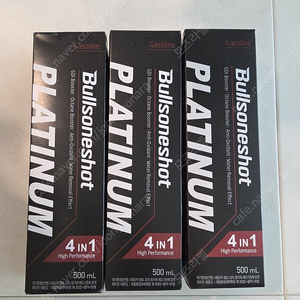 Gasoline
Bullsoneshot
GDI Booster · Octane Booster · Anti-Oxidant · Water Removal Effect
PLATINUM
4 IN 1
High Performance
500 mL
Gasoline
Bullsoneshot
GDI Booster · Octane Booster · Anti-Oxidant · Water Removal Effect
PLATINUM
4 IN 1
High Performance
500 mL
Gasoline
Bullsoneshot
GDI Booster · Octane Booster · Anti-Oxidant · Water Removal Effect
PLATINUM
4 IN 1
High Performance
500 mL